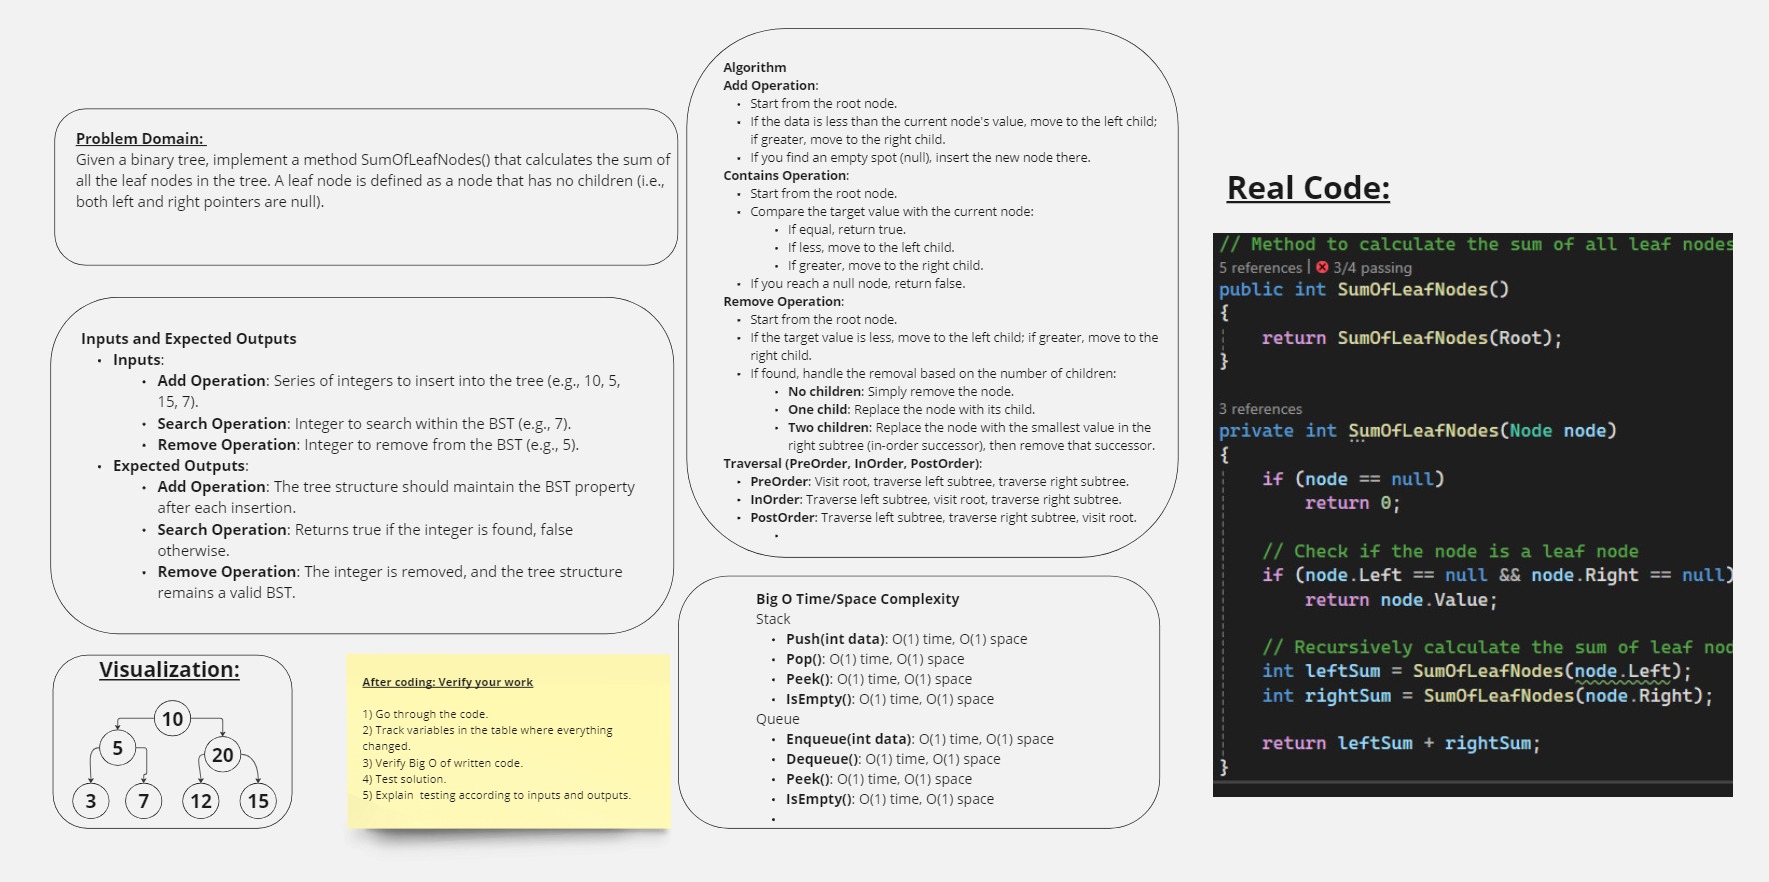 Problem Domain:
Given a binary tree, implement a method SumOfLeafNodes() that calculates the sum of
all the leaf nodes in the tree. A leaf node is defined as a node that has no children (i.e.,
both left and right pointers are null).
Inputs and Expected Outputs
• Inputs:
• Add Operation: Series of integers to insert into the tree (e.g., 10, 5,
15, 7).
• Search Operation: Integer to search within the BST (e.g., 7).
• Remove Operation: Integer to remove from the BST (e.g., 5).
• Expected Outputs:
• Add Operation: The tree structure should maintain the BST property
after each insertion.
• Search Operation: Returns true if the integer is found, false
otherwise.
• Remove Operation: The integer is removed, and the tree structure
remains a valid BST.
Visualization:
10
5
20
3
7
12
15
After coding: Verify your work
1) Go through the code.
2) Track variables in the table where everything
changed.
3) Verify Big O of written code.
4) Test solution.
5) Explain  testing according to inputs and outputs.
Algorithm
Add Operation:
• Start from the root node.
• If the data is less than the current node's value, move to the left child;
if greater, move to the right child.
• If you find an empty spot (null), insert the new node there.
Contains Operation:
• Start from the root node.
• Compare the target value with the current node:
• If equal, return true.
• If less, move to the left child.
• If greater, move to the right child.
• If you reach a null node, return false.
Remove Operation:
• Start from the root node.
• If the target value is less, move to the left child; if greater, move to the
right child.
• If found, handle the removal based on the number of children:
• No children: Simply remove the node.
• One child: Replace the node with its child.
• Two children: Replace the node with the smallest value in the
right subtree (in-order successor), then remove that successor.
Traversal (PreOrder, InOrder, PostOrder):
• PreOrder: Visit root, traverse left subtree, traverse right subtree.
• InOrder: Traverse left subtree, visit root, traverse right subtree.
• PostOrder: Traverse left subtree, traverse right subtree, visit root.
•
Big O Time/Space Complexity
Stack
• Push(int data): O(1) time, O(1) space
• Pop(): O(1) time, O(1) space
• Peek(): O(1) time, O(1) space
• IsEmpty(): O(1) time, O(1) space
Queue
• Enqueue(int data): O(1) time, O(1) space
• Dequeue(): O(1) time, O(1) space
• Peek(): O(1) time, O(1) space
• IsEmpty(): O(1) time, O(1) space
•
Real Code:
// Method to calculate the sum of all leaf nodes
5 references | 3/4 passing
public int SumOfLeafNodes()
{
return SumOfLeafNodes(Root);
}
3 references
private int SumOfLeafNodes(Node node)
{
if (node == null)
return 0;
// Check if the node is a leaf node
if (node.Left == null && node.Right == null)
return node.Value;
// Recursively calculate the sum of leaf nod
int leftSum = SumOfLeafNodes(node.Left);
int rightSum = SumOfLeafNodes(node.Right);
return leftSum + rightSum;
}